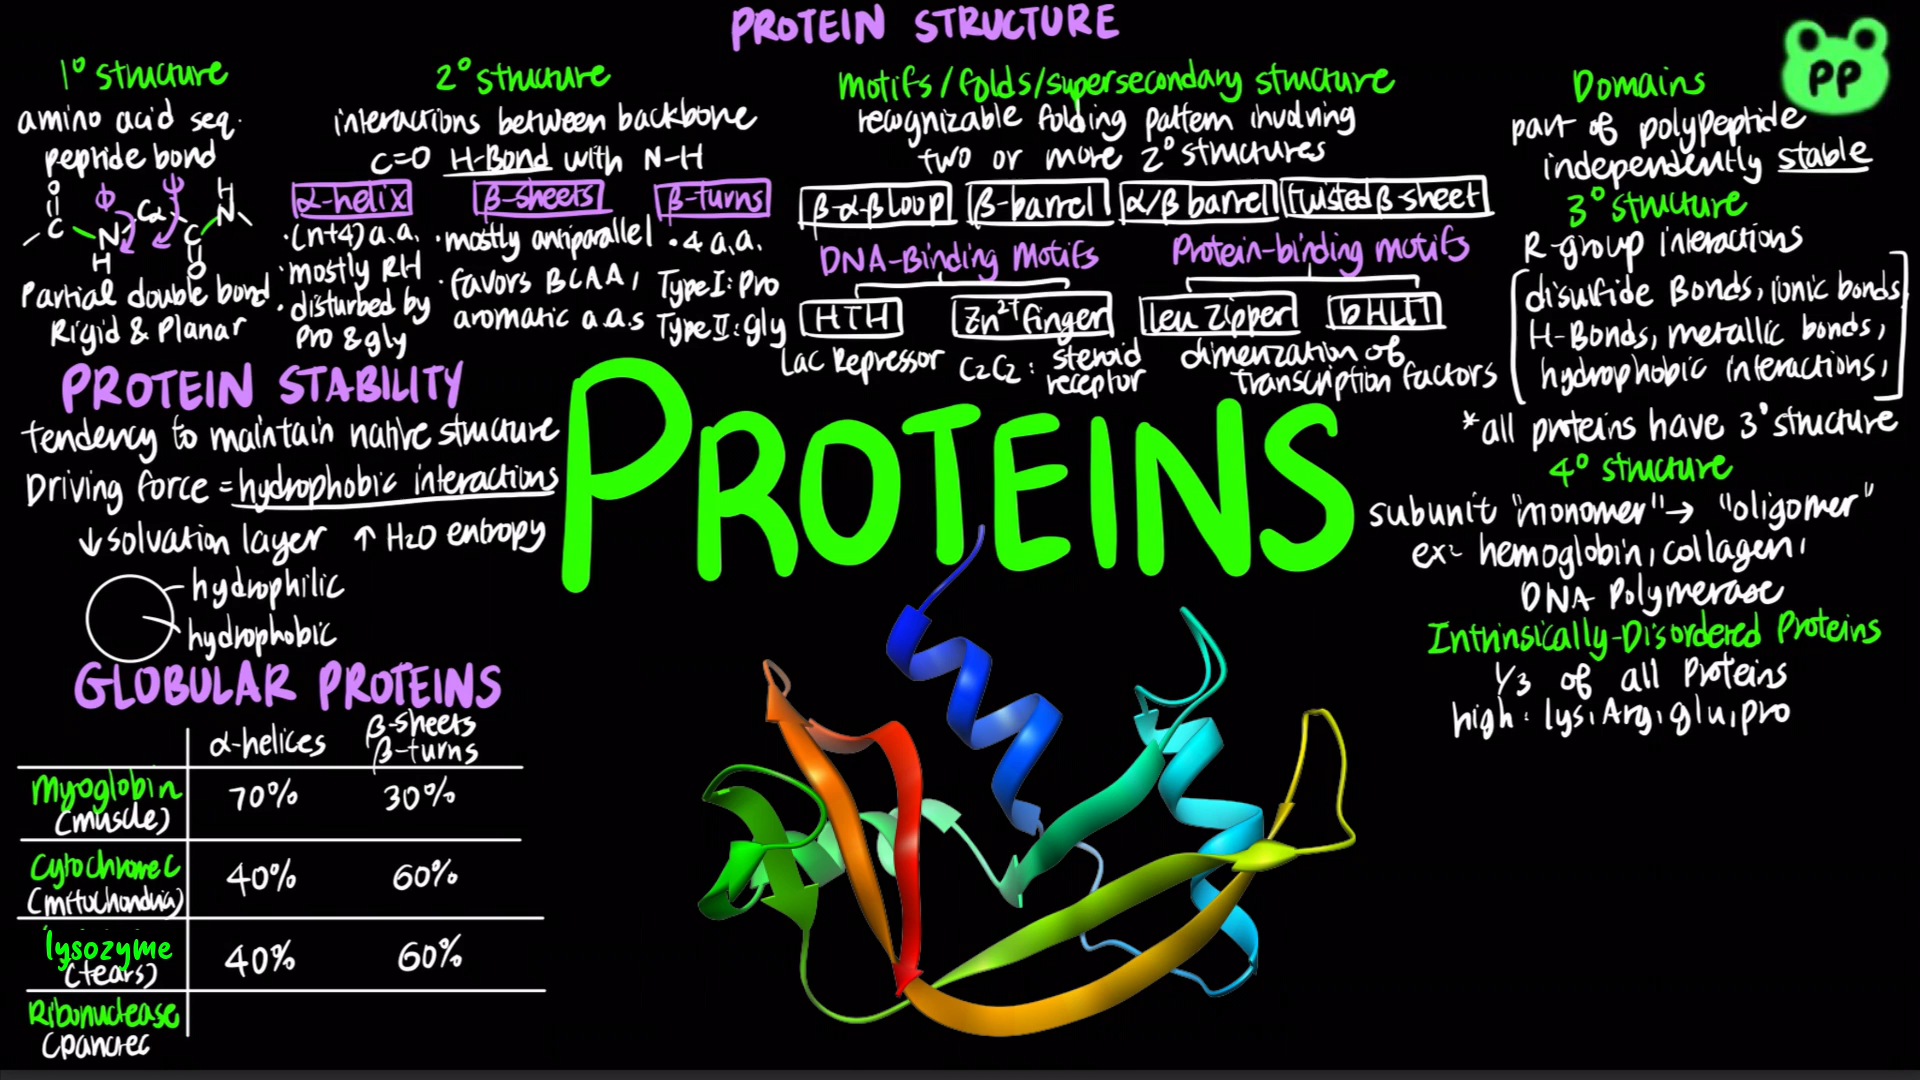 PROTEIN STRUCTURE
PP
1° structure
amino acid seq.
peptide bond
O
C
N
H
ϕ
Cα
ψ
C
O
H
N
Partial double bond
Rigid & Planar
2° structure
interactions between backbone
C=O H-Bond with N-H
α-helix
·(n+4) a.a.
·mostly RH
·disturbed by
Pro & gly
β-sheets
·mostly antiparallel
·favors BCAA,
aromatic a.a.s
β-turns
·4 a.a.
Type I: Pro
Type II: gly
motifs/folds/supersecondary structure
recognizable folding pattern involving
two or more 2° structures
β-α-β Loop β-barrel α/β barrel twisted β-sheet
DNA-Binding Motifs
HTH
Lac Repressor
Zn²⁺ finger
C2C2: steroid
receptor
Protein-binding motifs
leu zipper bHLH
dimerization of
transcription factors
Domains
part of polypeptide
independently stable
3° structure
R-group interactions
disulfide Bonds, ionic bonds
H-Bonds, metallic bonds,
hydrophobic interactions,
*all proteins have 3° structure
4° structure
subunit "monomer" → "oligomer"
ex: hemoglobin, collagen,
DNA Polymerase
Intrinsically-Disordered Proteins
1/3 of all Proteins
high: lys, Arg, glu, pro
PROTEIN STABILITY
tendency to maintain native structure
Driving force = hydrophobic interactions
↓ solvation layer ↑ H2O entropy
hydrophilic
hydrophobic
PROTEINS
GLOBULAR PROTEINS
α-helices β-sheets
β-turns
Myoglobin
(muscle) 70% 30%
Cytochrome C
(mitochondria) 40% 60%
lysozyme
(tears) 40% 60%
Ribonuclease
(pancrec